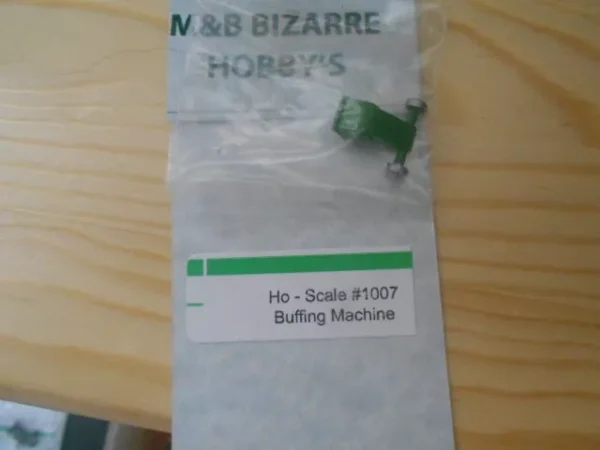 M&B BIZARRE
HOBBY'S
Ho - Scale #1007
Buffing Machine